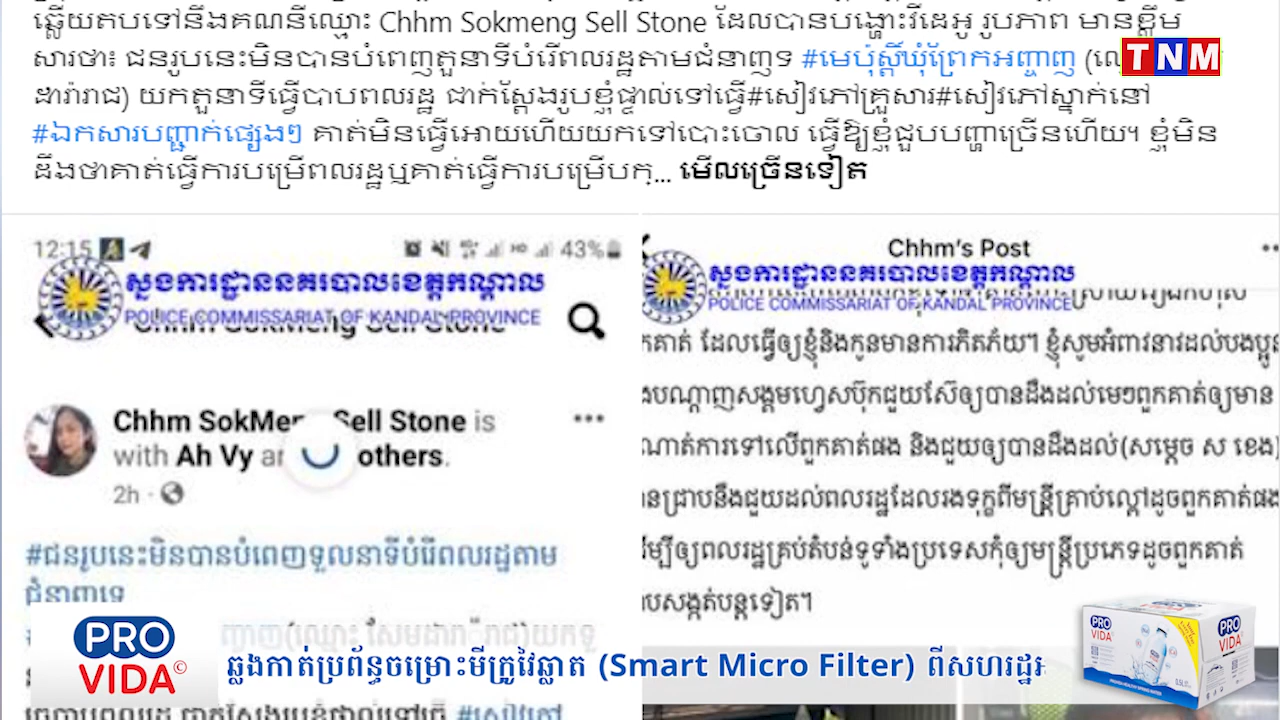 ឆ្លើយតបទៅនឹងគណនីឈ្មោះ Chhm Sokmeng Sell Stone ដែលបានបង្ហោះវីដេអូ រូបភាព មានខ្លឹម
សារថា៖ ជនរូបនេះមិនបានបំពេញតួនាទីបំរើពលរដ្ឋតាមជំនាញទ #មេប៉ុស្តិ៍ឃុំព្រែកអញ្ចាញ
TNM
ដារ៉ារាជ) យកតួនាទីធ្វើបាបពលរដ្ឋ ជាក់ស្តែងរូបខ្ញុំផ្ទាល់ទៅធ្វើ#សៀវភៅគ្រួសារ#សៀវភៅស្នាក់នៅ
#ឯកសារបញ្ជាក់ផ្សេងៗ គាត់មិនធ្វើអោយហើយយកទៅបោះចោល ធ្វើឱ្យខ្ញុំជួបបញ្ហាច្រើនហើយ។ ខ្ញុំមិន
ដឹងថាគាត់ធ្វើការបម្រើពលរដ្ឋឬគាត់ធ្វើការបម្រើបក្... មើលច្រើនទៀត
12:15 43%
ស្នងការដ្ឋាននគរបាលខេត្តកណ្តាល
POLICE COMMISSARIAT OF KANDAL PROVINCE
Chhm Sokmeng Sell Stone
Chhm SokMeng Sell Stone is
with Ah Vy and others.
2h
#ជនរូបនេះមិនបានបំពេញទួលនាទីបំរើពលរដ្ឋតាម
ជំនាញទេ
Chhm's Post
ស្នងការដ្ឋាននគរបាលខេត្តកណ្តាល
POLICE COMMISSARIAT OF KANDAL PROVINCE
គាត់ ដែលធ្វើឲ្យខ្ញុំនិងកូនមានការភិតភ័យ។ ខ្ញុំសូមអំពាវនាវដល់បងប្អូន
បណ្តាញសង្គមហ្វេសប៊ុកជួយស៊ែឲ្យបានដឹងដល់មេៗពួកគាត់ឲ្យមាន
ណាត់ការទៅលើពួកគាត់ផង និងជួយឲ្យបានដឹងដល់(សម្តេច ស ខេង)
ានជ្រាបនឹងជួយដល់ពលរដ្ឋដែលរងទុក្ខពីមន្ត្រីគ្រាប់ល្តៅដូចពួកគាត់ផង
ដើម្បីឲ្យពលរដ្ឋគ្រប់តំបន់ទូទាំងប្រទេសកុំឲ្យមន្ត្រីប្រភេទដូចពួកគាត់
សង្កត់បន្តទៀត។
PRO VIDA©
ឆ្លងកាត់ប្រព័ន្ធចម្រោះមីក្រូវៃឆ្លាត (Smart Micro Filter) ពីសហរដ្ឋអ
PRO VIDA